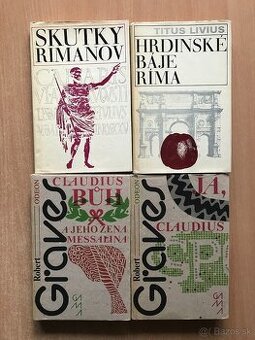 SKUTKY
RIMANOV
TITUS LIVIUS
HRDINSKÉ
BÁJE
RÍMA
Robert
Graves
ODEON
CLAUDIUS
BŮH
A JEHO ŽENA
MESSALINA
Robert
Graves
ODEON
JÁ,
CLAUDIUS
Bazos.sk